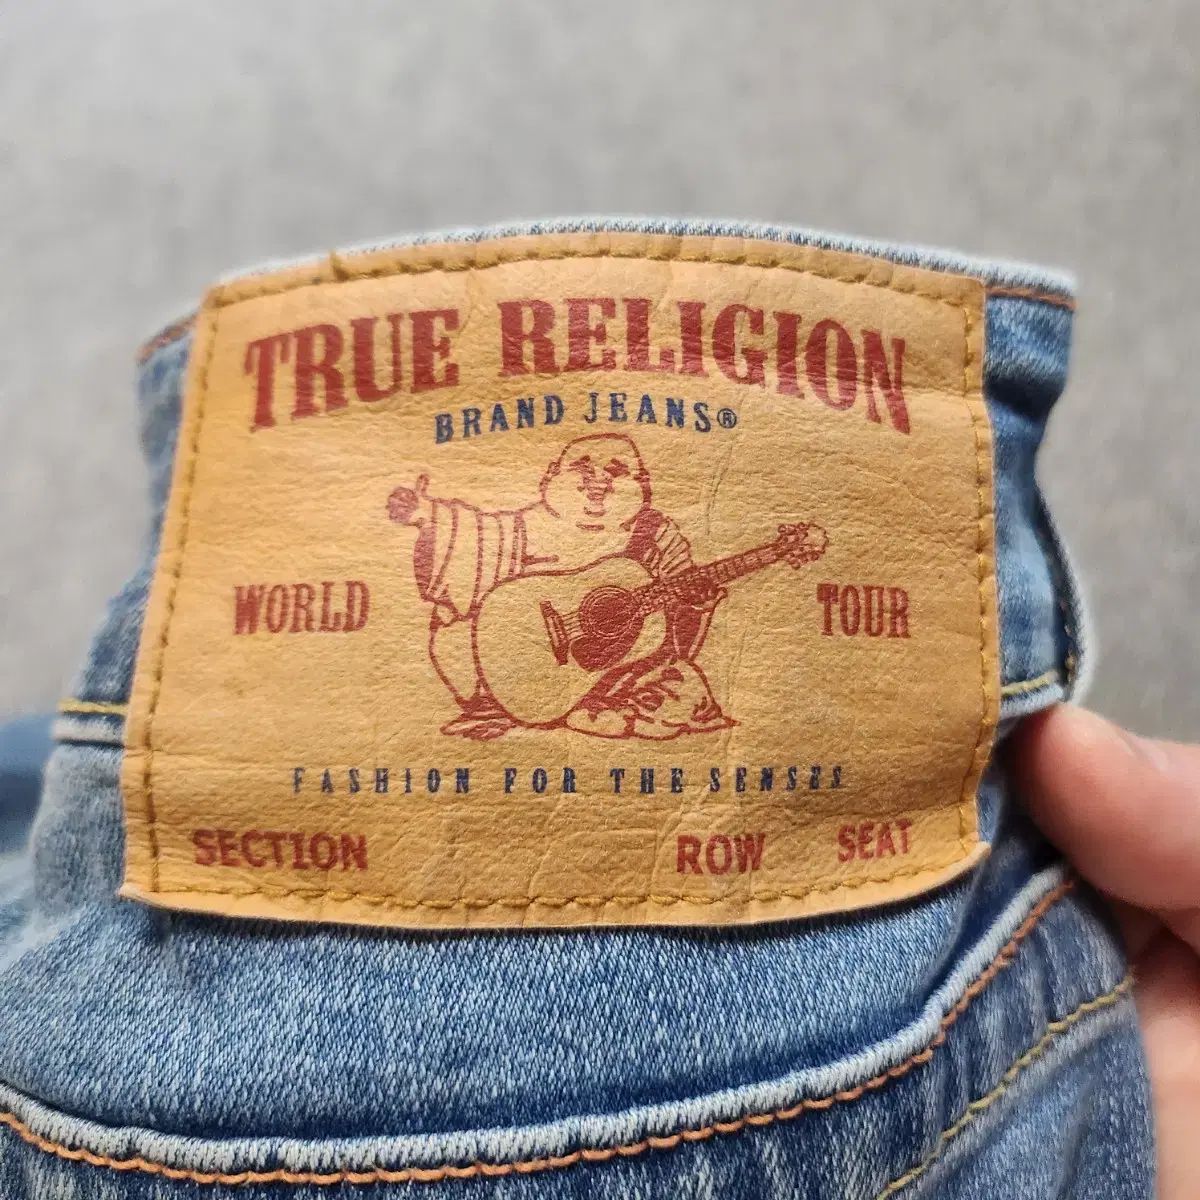 TRUE RELIGION
BRAND JEANS®
WORLD TOUR
FASHION FOR THE SENSES
SECTION ROW SEAT